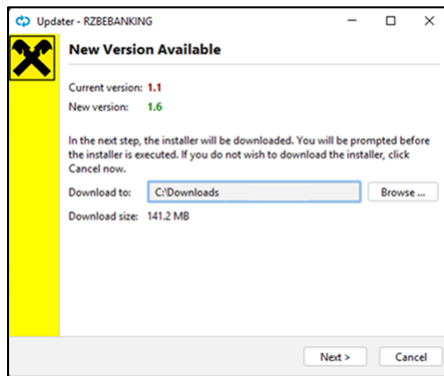 Updater - RZBEBANKING
New Version Available
Current version: 1.1
New version: 1.6
In the next step, the installer will be downloaded. You will be prompted before
the installer is executed. If you do not wish to download the installer, click
Cancel now.
Download to: C:\Downloads Browse ...
Download size: 141.2 MB
Next > Cancel